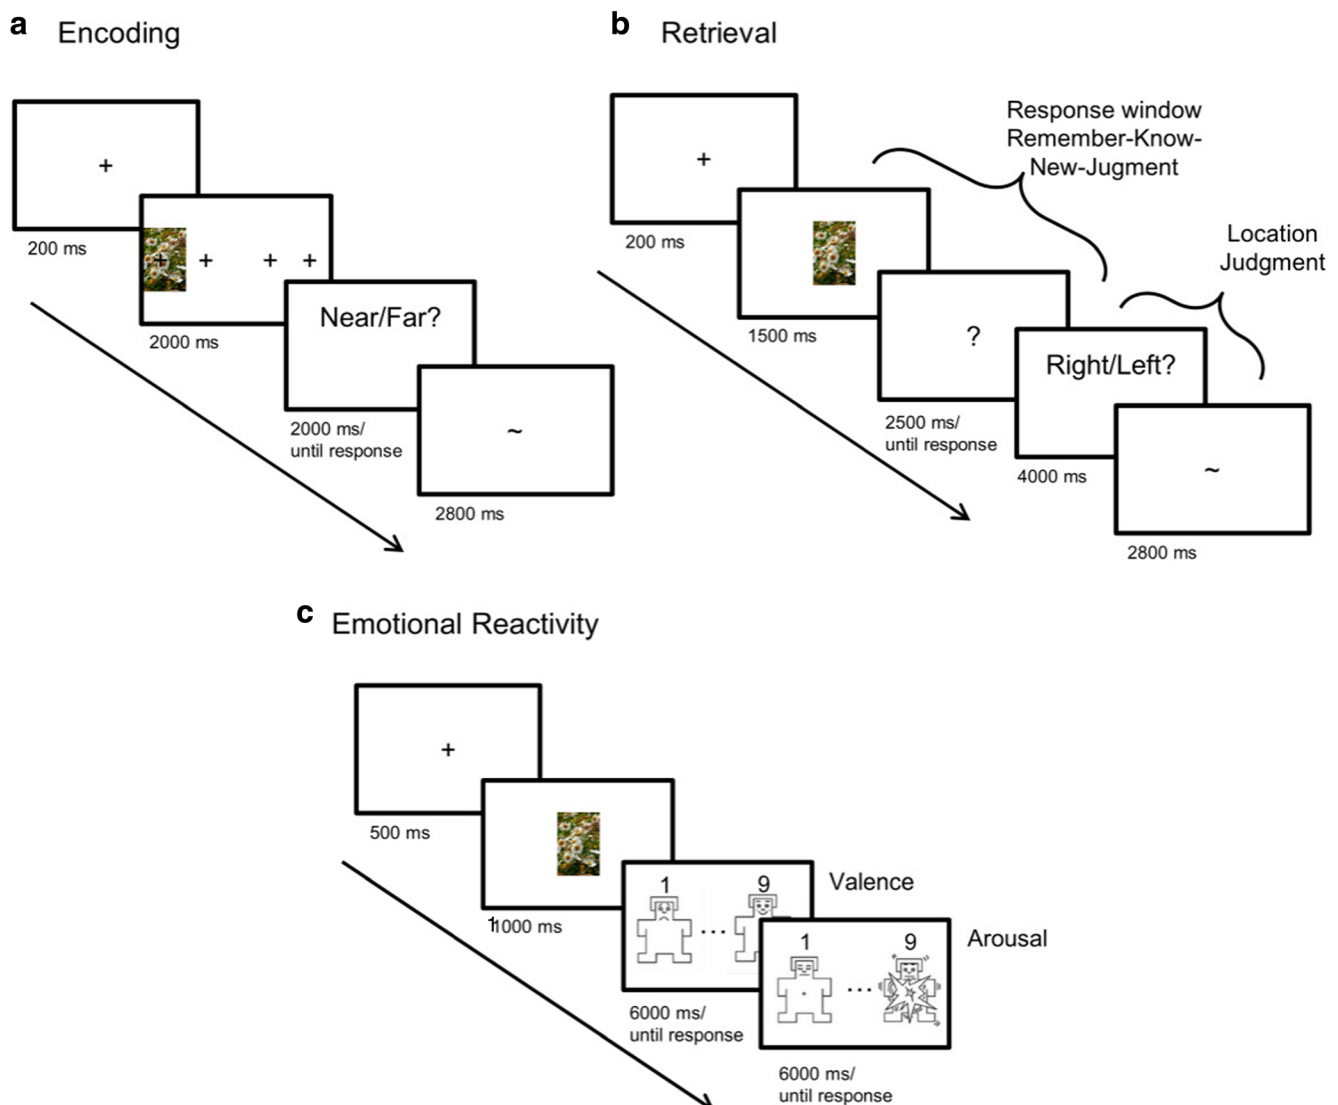 a Encoding
+
200 ms
+ + + +
2000 ms
Near/Far?
2000 ms/
until response
~
2800 ms
b Retrieval
+
200 ms
1500 ms
Response window
Remember-Know-
New-Jugment
?
2500 ms/
until response
Location
Judgment
Right/Left?
4000 ms
~
2800 ms
c Emotional Reactivity
+
500 ms
11000 ms
1 ... 9
Valence
6000 ms/
until response
1 ... 9
Arousal
6000 ms/
until response